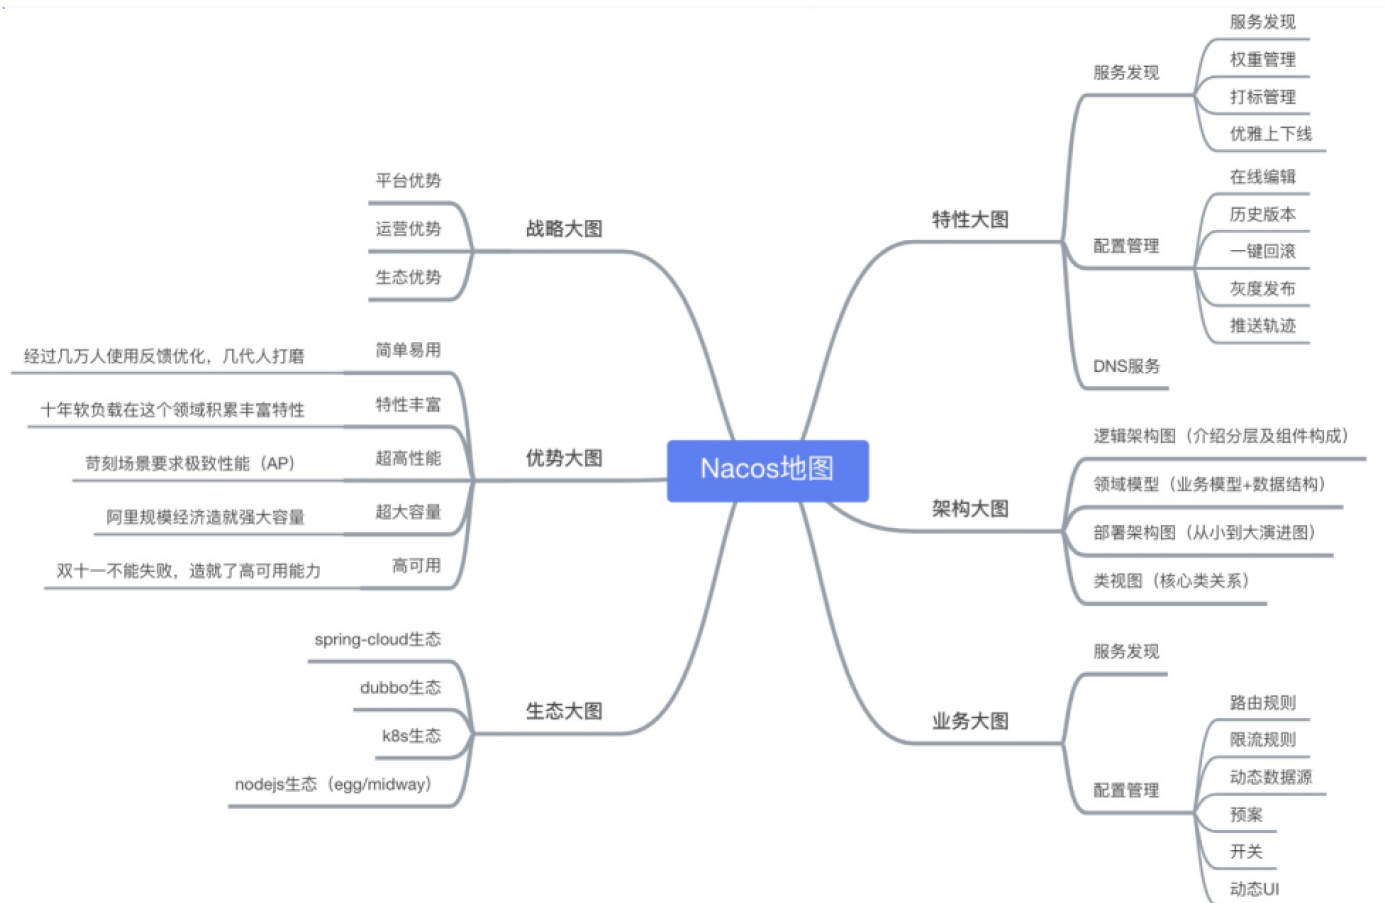 Nacos地图
特性大图
服务发现
服务发现
权重管理
打标管理
优雅上下线
配置管理
在线编辑
历史版本
一键回滚
灰度发布
推送轨迹
DNS服务
架构大图
逻辑架构图（介绍分层及组件构成）
领域模型（业务模型+数据结构）
部署架构图（从小到大演进图）
类视图（核心类关系）
业务大图
服务发现
配置管理
路由规则
限流规则
动态数据源
预案
开关
动态UI
战略大图
平台优势
运营优势
生态优势
优势大图
简单易用
经过几万人使用反馈优化，几代人打磨
特性丰富
十年软负载在这个领域积累丰富特性
超高性能
苛刻场景要求极致性能（AP）
超大容量
阿里规模经济造就强大容量
高可用
双十一不能失败，造就了高可用能力
生态大图
spring-cloud生态
dubbo生态
k8s生态
nodejs生态（egg/midway）